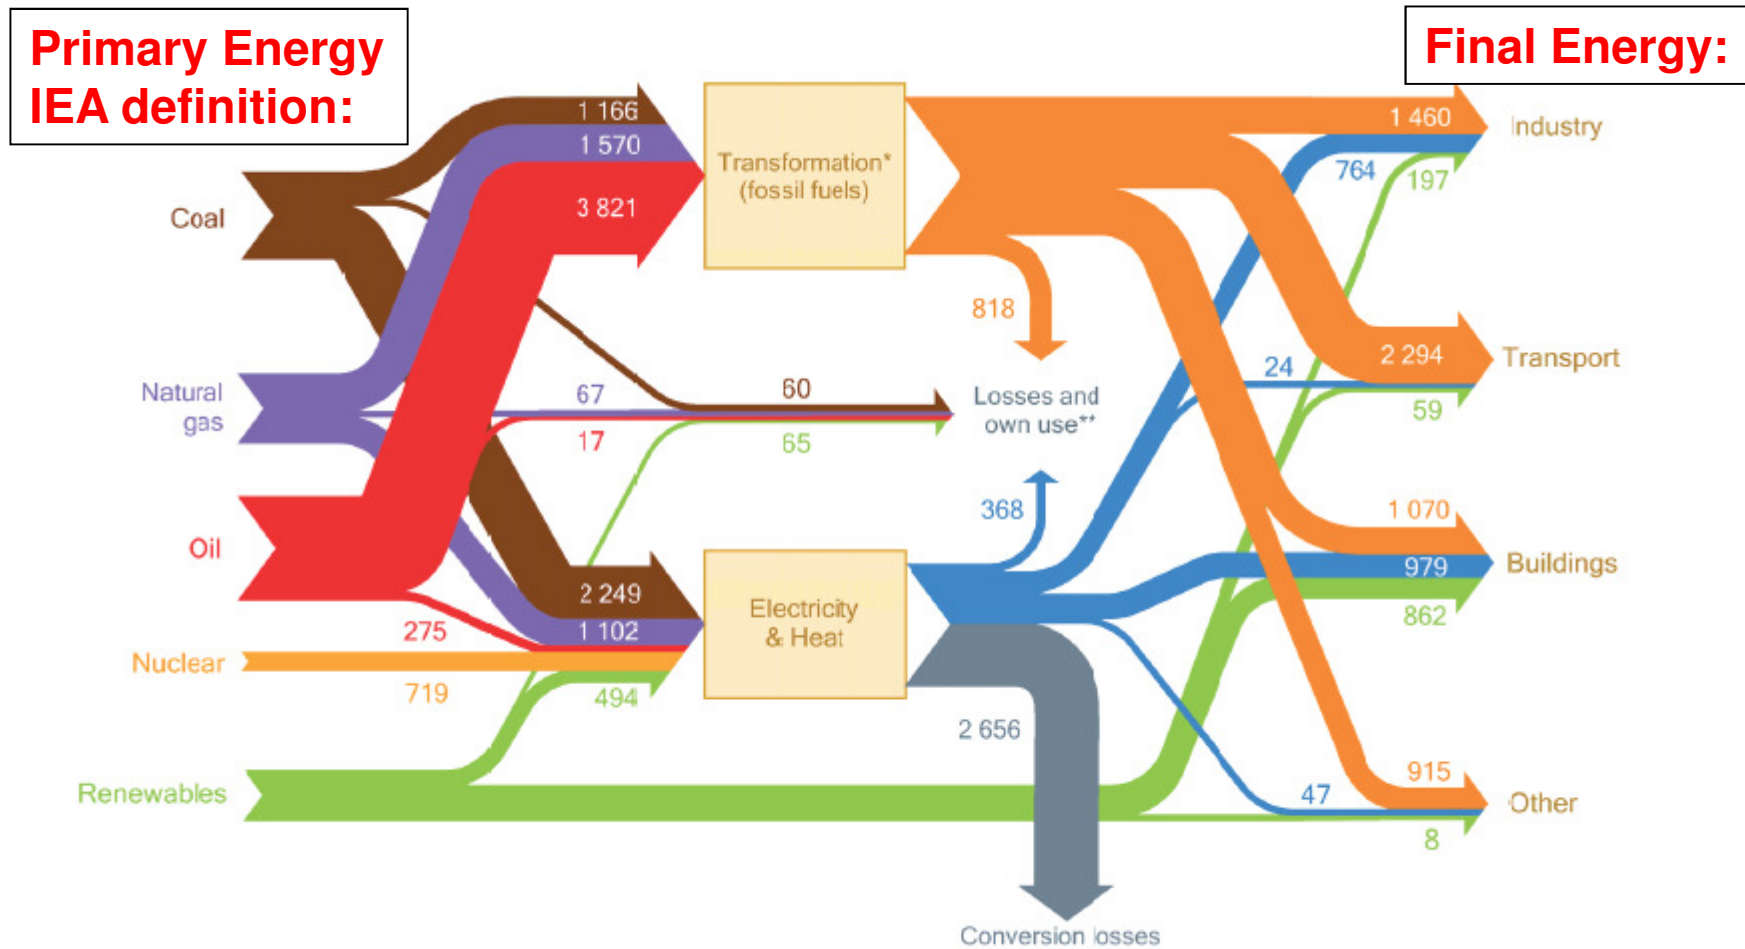 Primary Energy
IEA definition:
Final Energy:
1 166
1 570
3 821
Transformation*
(fossil fuels)
1 460
Industry
764
197
Coal
818
2 294
Transport
24
59
Natural
gas
67
60
17
65
Losses and
own use**
368
1 070
979
Buildings
862
Oil
275
2 249
1 102
Electricity
& Heat
Nuclear
719
494
2 656
Renewables
915
47
Other
8
Conversion losses